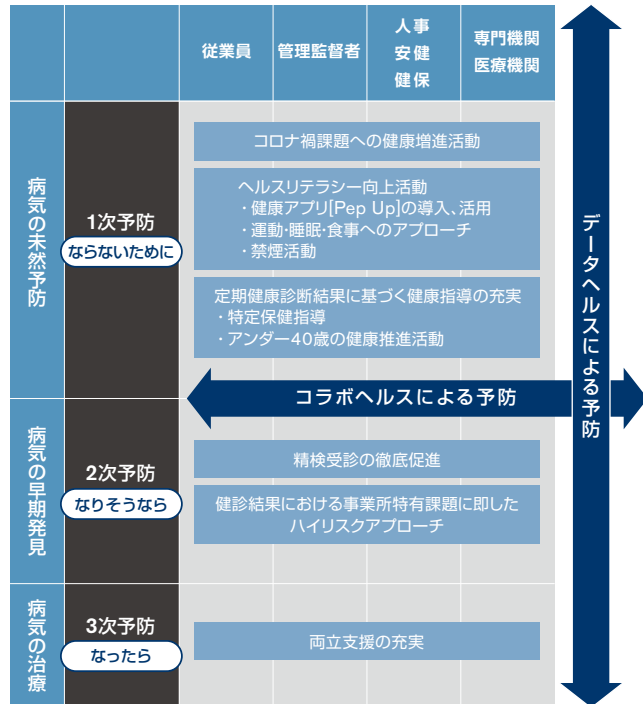 従業員
管理監督者
人事
安健
健保
専門機関
医療機関
病気の未然予防
1次予防
ならないために
コロナ禍課題への健康増進活動
ヘルスリテラシー向上活動
・健康アプリ[Pep Up]の導入、活用
・運動・睡眠・食事へのアプローチ
・禁煙活動
定期健康診断結果に基づく健康指導の充実
・特定保健指導
・アンダー40歳の健康推進活動
コラボヘルスによる予防
病気の早期発見
2次予防
なりそうなら
精検受診の徹底促進
健診結果における事業所特有課題に即した
ハイリスクアプローチ
病気の治療
3次予防
なったら
両立支援の充実
データヘルスによる予防